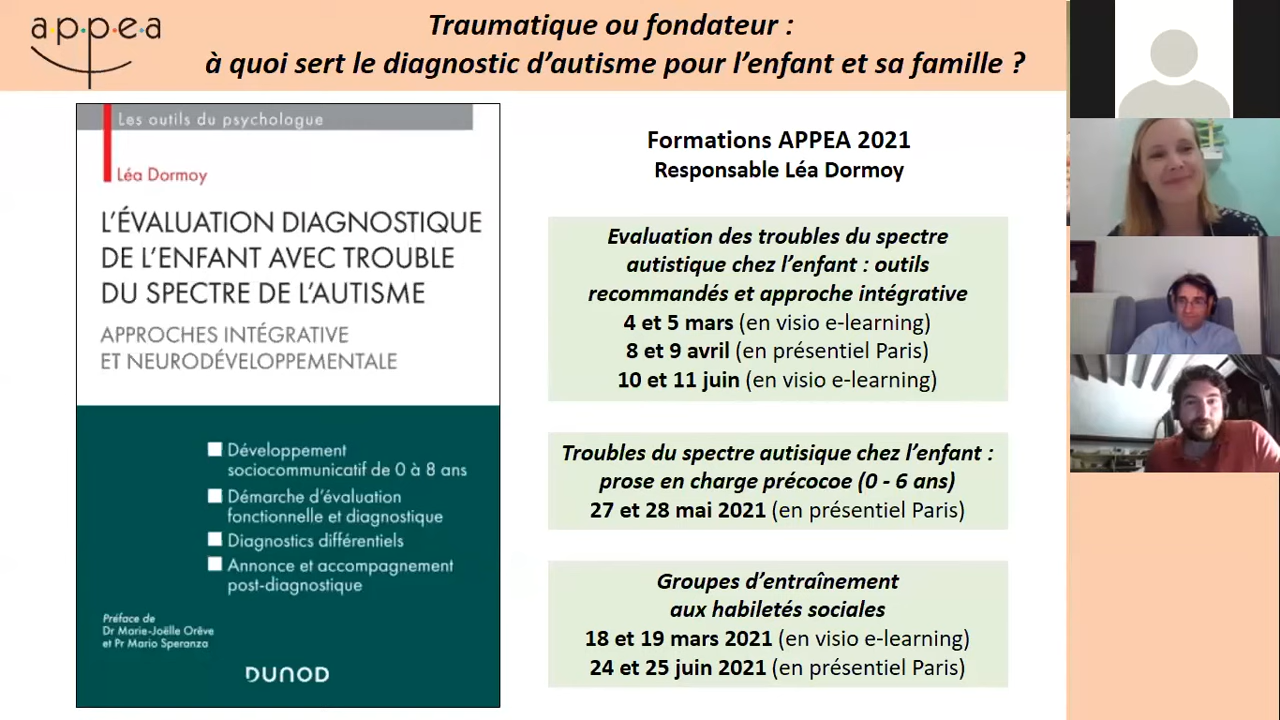 a·p·p·e·a
Traumatique ou fondateur :
à quoi sert le diagnostic d’autisme pour l’enfant et sa famille ?
Les outils du psychologue
Léa Dormoy
L’ÉVALUATION DIAGNOSTIQUE
DE L’ENFANT AVEC TROUBLE
DU SPECTRE DE L’AUTISME
APPROCHES INTÉGRATIVE
ET NEURODÉVELOPPEMENTALE
Développement
sociocommunicatif de 0 à 8 ans
Démarche d’évaluation
fonctionnelle et diagnostique
Diagnostics différentiels
Annonce et accompagnement
post-diagnostique
Préface de
Dr Marie-Joëlle Orêve
et Pr Mario Speranza
DUNOD
Formations APPEA 2021
Responsable Léa Dormoy
Evaluation des troubles du spectre
autistique chez l’enfant : outils
recommandés et approche intégrative
4 et 5 mars (en visio e-learning)
8 et 9 avril (en présentiel Paris)
10 et 11 juin (en visio e-learning)
Troubles du spectre autisique chez l’enfant :
prose en charge précocoe (0 - 6 ans)
27 et 28 mai 2021 (en présentiel Paris)
Groupes d’entraînement
aux habiletés sociales
18 et 19 mars 2021 (en visio e-learning)
24 et 25 juin 2021 (en présentiel Paris)